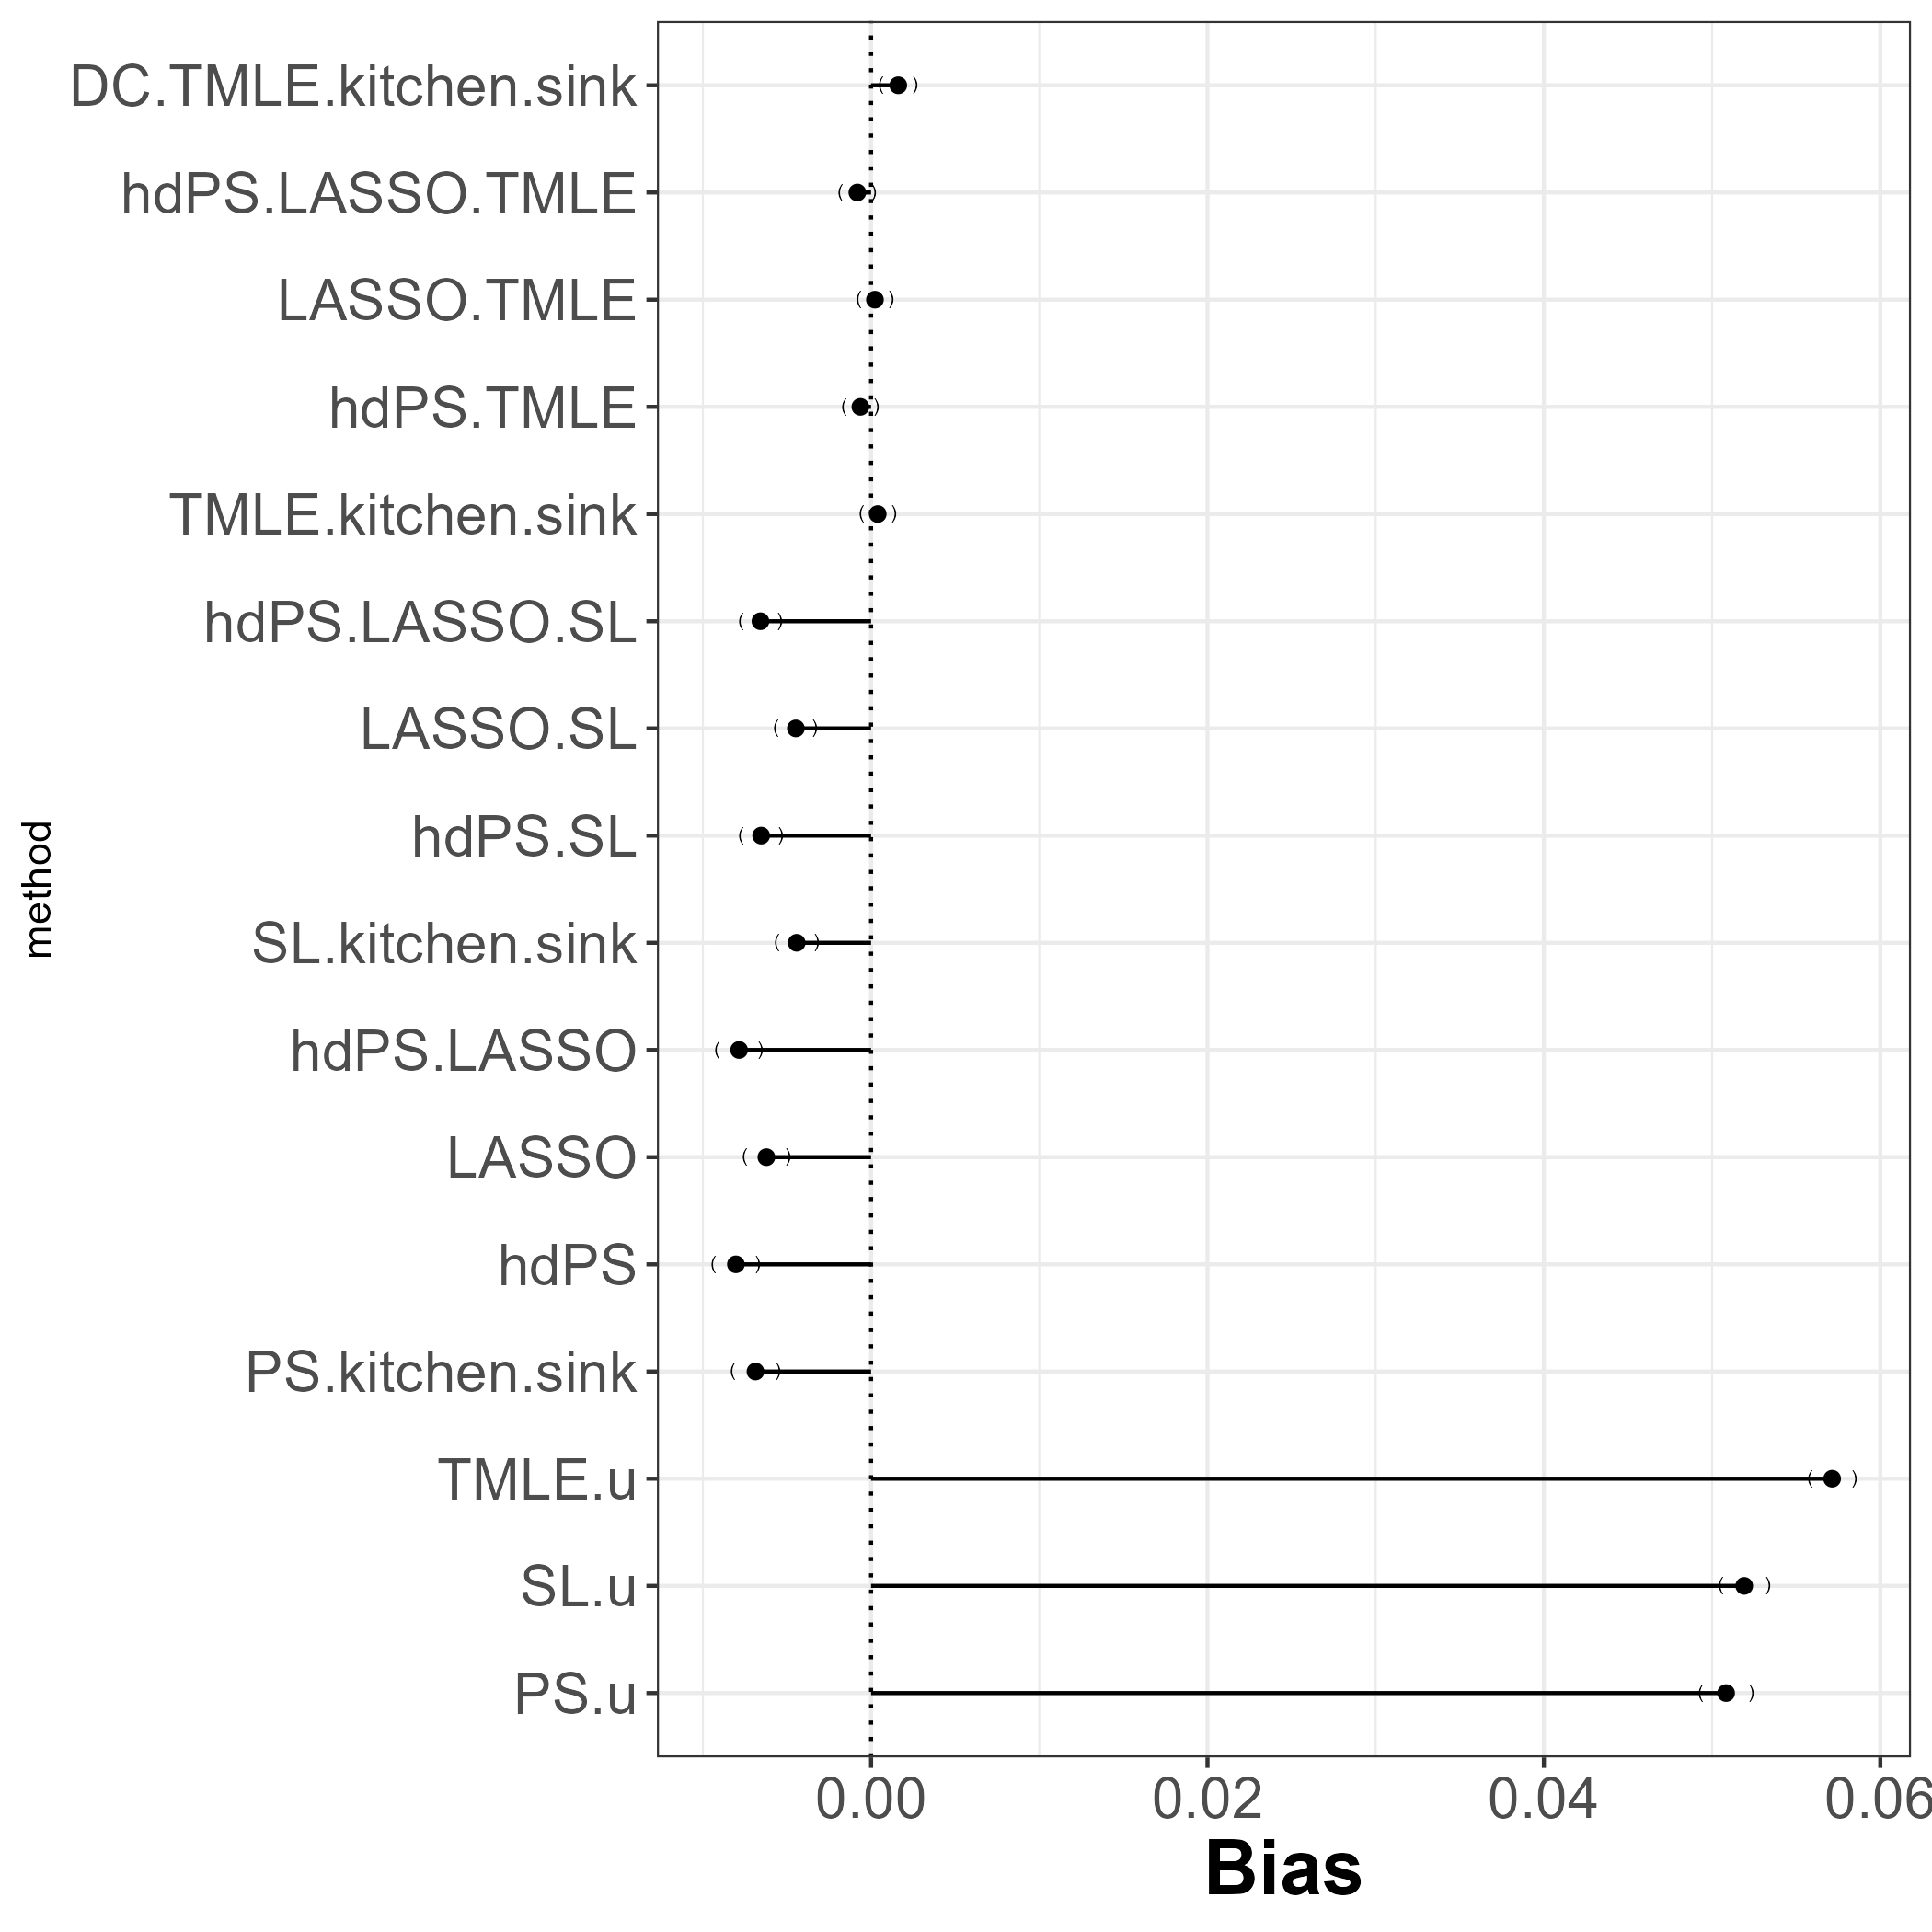 DC.TMLE.kitchen.sink
hdPS.LASSO.TMLE
LASSO.TMLE
hdPS.TMLE
TMLE.kitchen.sink
hdPS.LASSO.SL
LASSO.SL
hdPS.SL
SL.kitchen.sink
hdPS.LASSO
LASSO
hdPS
PS.kitchen.sink
TMLE.u
SL.u
PS.u
method
0.00 0.02 0.04 0.06
Bias